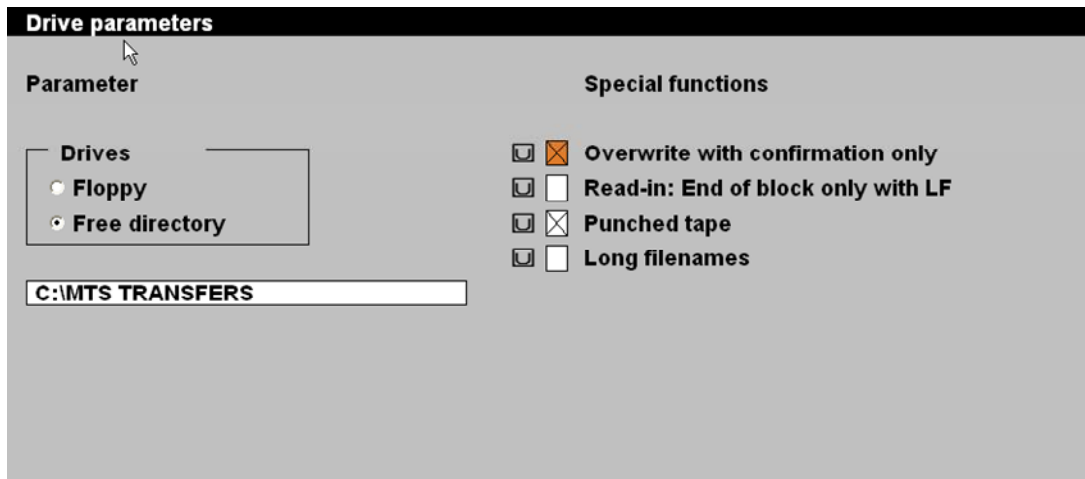 Drive parameters
Parameter
Special functions
Drives
Floppy
Free directory
C:\MTS TRANSFERS
Overwrite with confirmation only
Read-in: End of block only with LF
Punched tape
Long filenames